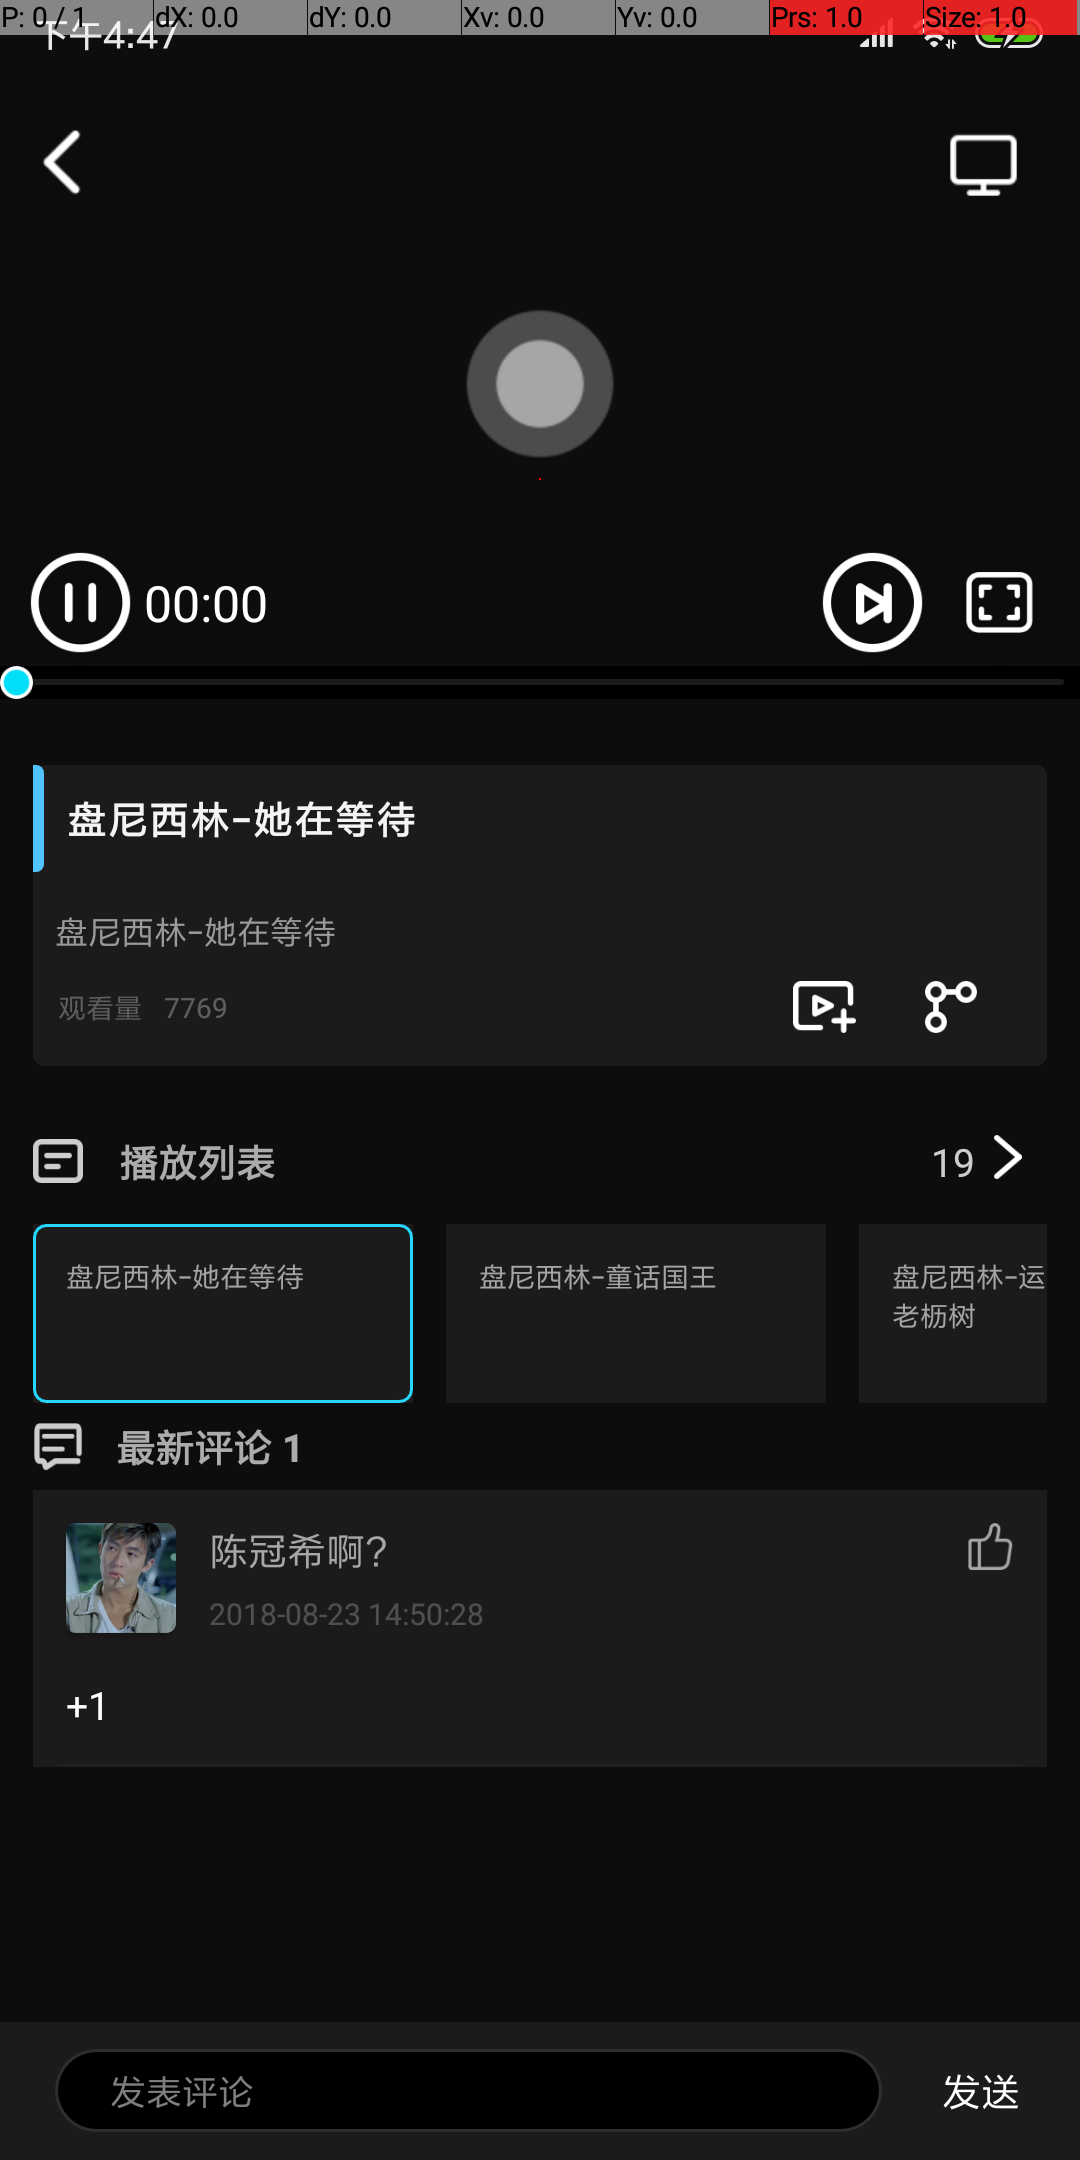 P: 0 / 1 dX: 0.0 dY: 0.0 Xv: 0.0 Yv: 0.0 Prs: 1.0 Size: 1.0
下午4:47
00:00
盘尼西林-她在等待
盘尼西林-她在等待
观看量 7769
播放列表 19
盘尼西林-她在等待
盘尼西林-童话国王
盘尼西林-运
老枥树
最新评论 1
陈冠希啊?
2018-08-23 14:50:28
+1
发表评论 发送